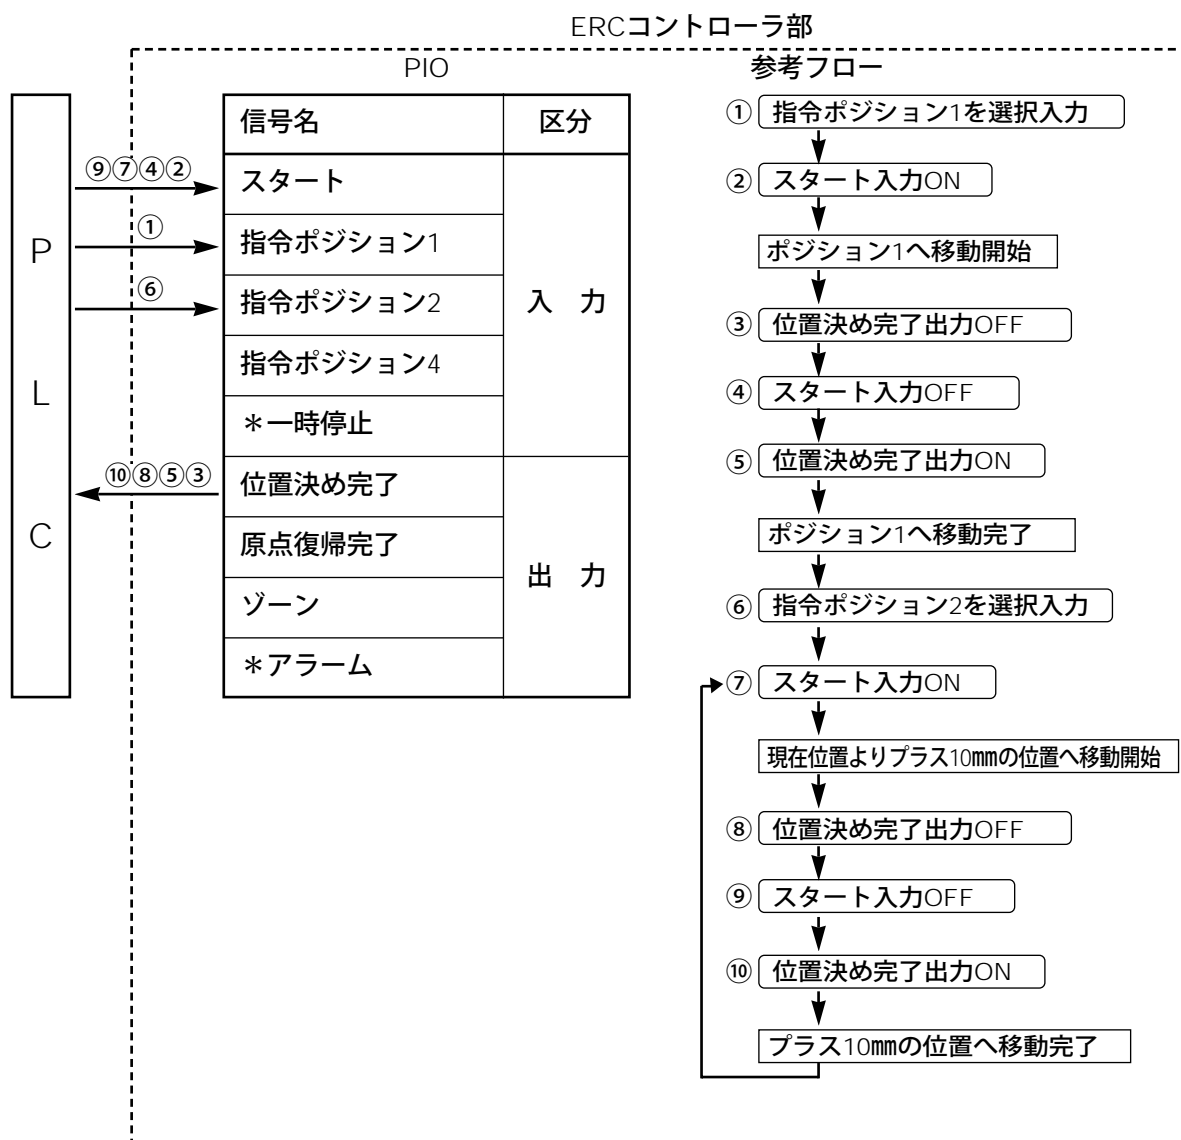 ERCコントローラ部
PIO
参考フロー
信号名 区分
スタート
指令ポジション1
指令ポジション2
指令ポジション4
＊一時停止
入 力
位置決め完了
原点復帰完了
ゾーン
＊アラーム
出 力
P
L
C
⑨⑦④②
①
⑥
⑩⑧⑤③
① 指令ポジション1を選択入力
② スタート入力ON
ポジション1へ移動開始
③ 位置決め完了出力OFF
④ スタート入力OFF
⑤ 位置決め完了出力ON
ポジション1へ移動完了
⑥ 指令ポジション2を選択入力
⑦ スタート入力ON
現在位置よりプラス10㎜の位置へ移動開始
⑧ 位置決め完了出力OFF
⑨ スタート入力OFF
⑩ 位置決め完了出力ON
プラス10㎜の位置へ移動完了